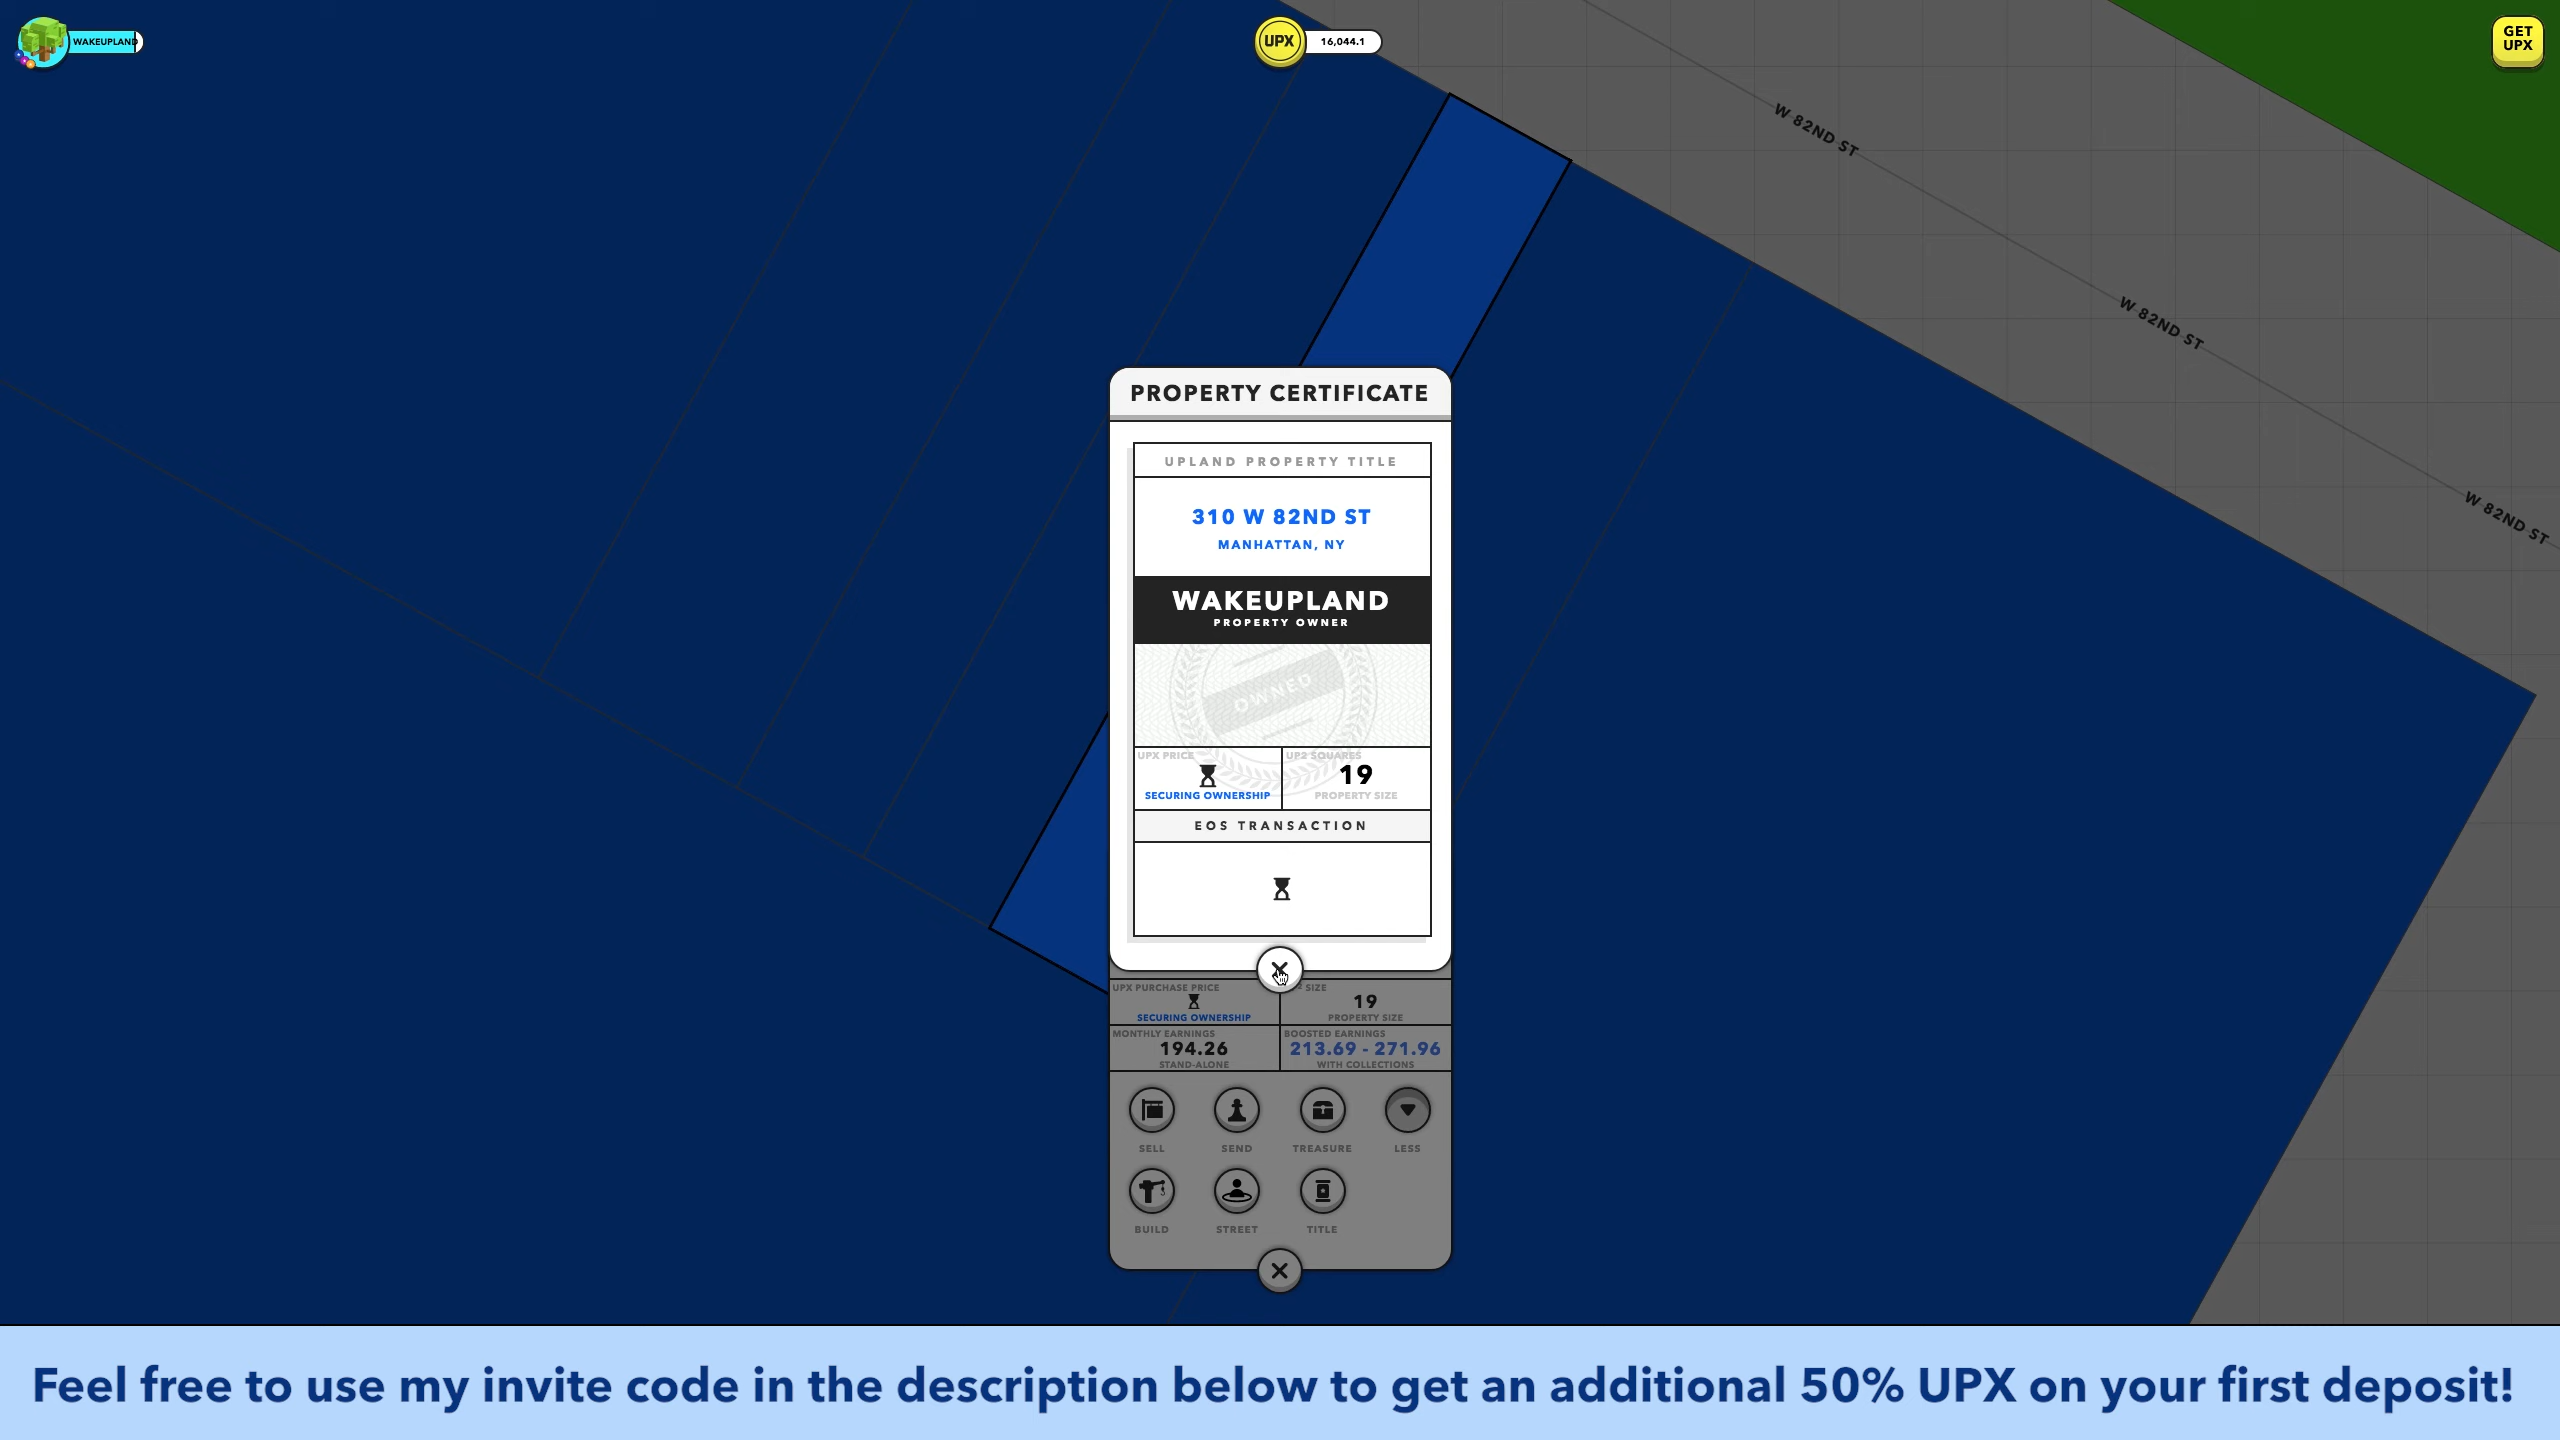 WAKEUPLAND
UPX
16,044.1
GET
UPX
W 82ND ST
W 82ND ST
W 82ND ST
PROPERTY CERTIFICATE
UPLAND PROPERTY TITLE
310 W 82ND ST
MANHATTAN, NY
WAKEUPLAND
PROPERTY OWNER
OWNED
UPX PRICE
SECURING OWNERSHIP
UP2 SQUARES
19
PROPERTY SIZE
EOS TRANSACTION
UPX PURCHASE PRICE
SECURING OWNERSHIP
SIZE
19
PROPERTY SIZE
MONTHLY EARNINGS
194.26
STAND-ALONE
BOOSTED EARNINGS
213.69 - 271.96
WITH COLLECTIONS
SELL
SEND
TREASURE
LESS
BUILD
STREET
TITLE
Feel free to use my invite code in the description below to get an additional 50% UPX on your first deposit!